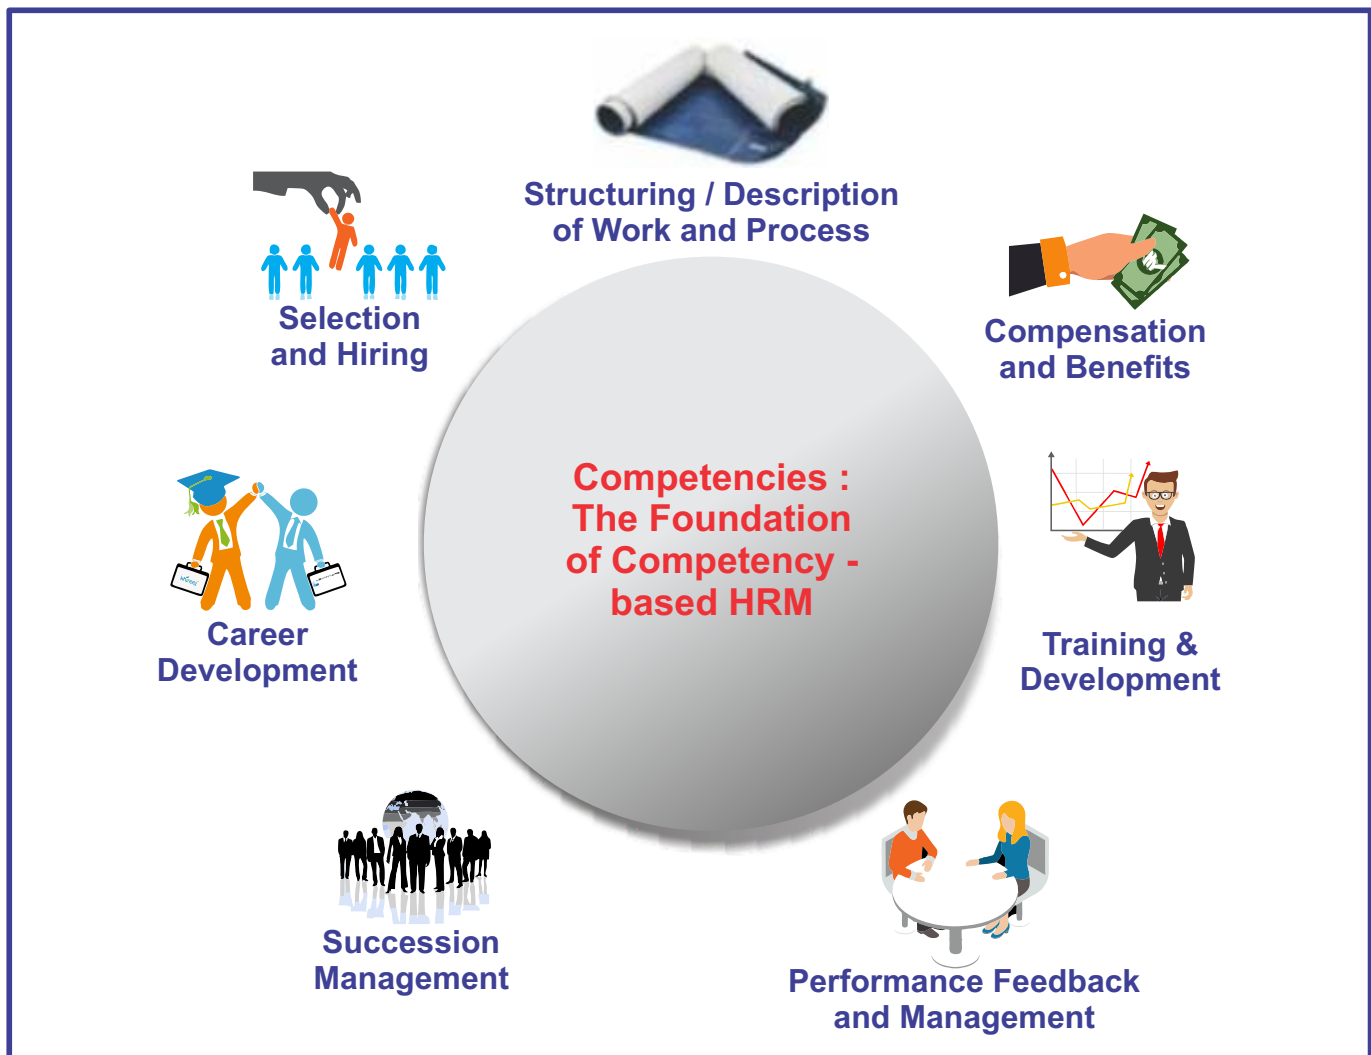 Structuring / Description
of Work and Process
Selection
and Hiring
Compensation
and Benefits
Competencies :
The Foundation
of Competency -
based HRM
Career
Development
Training &
Development
Succession
Management
Performance Feedback
and Management